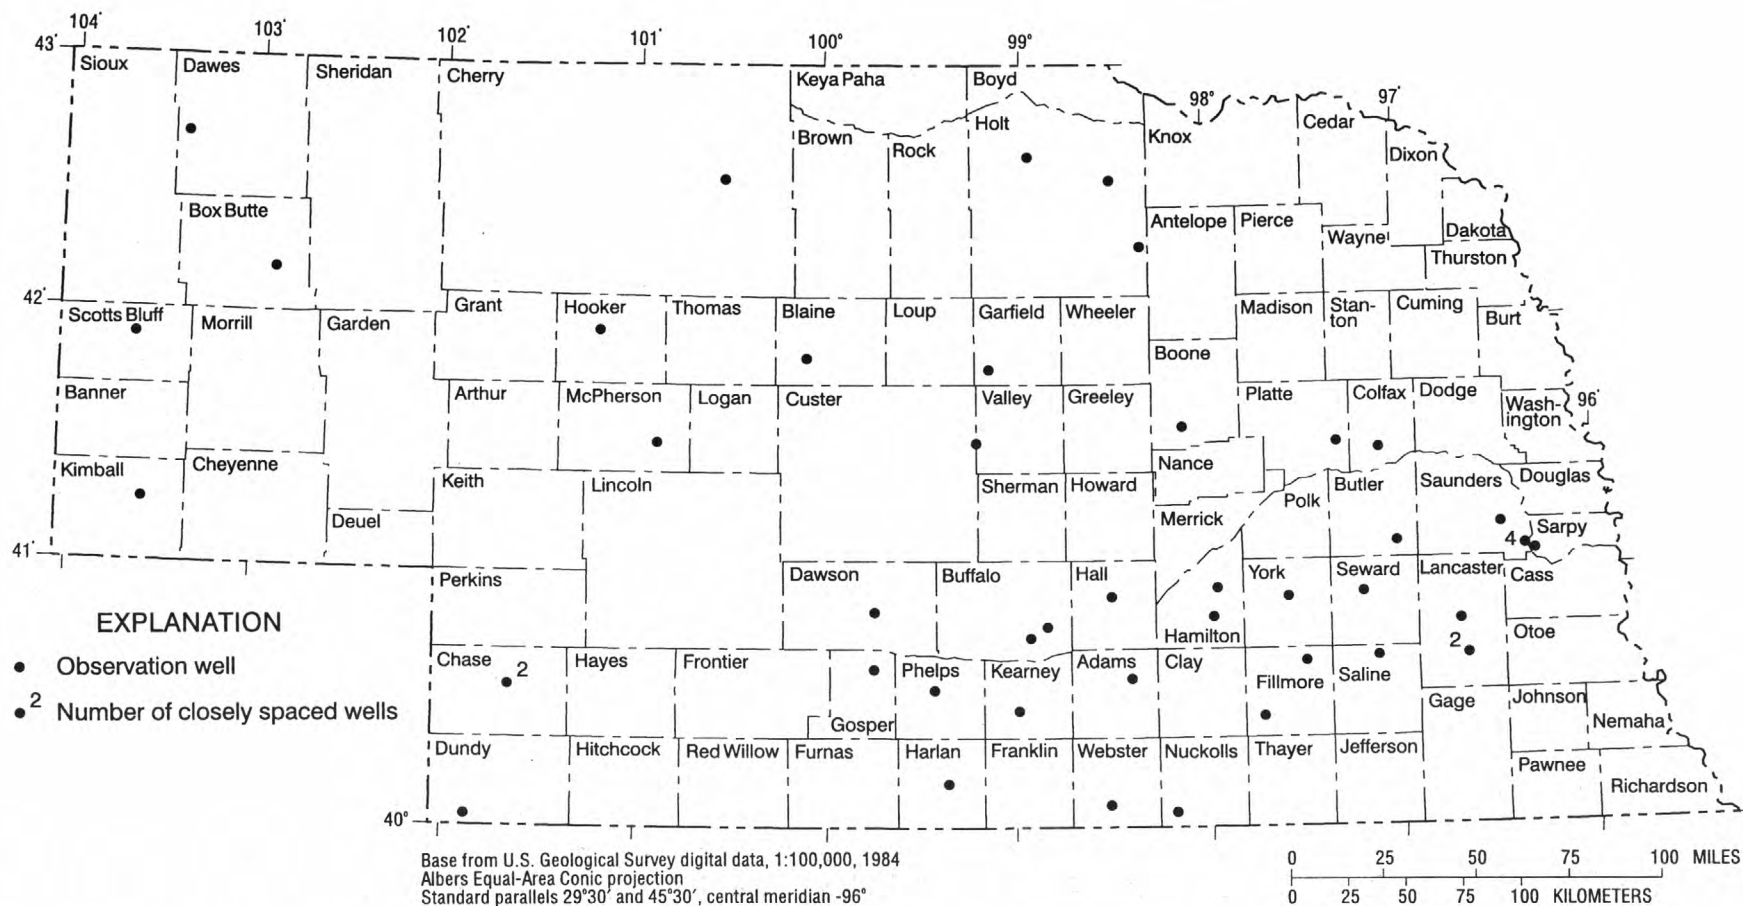 104° 103° 102° 101° 100° 99° 98° 97°
43°
Sioux Dawes Sheridan Cherry Keya Paha Boyd
Brown Rock Holt Knox Cedar Dixon
Box Butte Antelope Pierce Wayne Dakota
Thurston
42°
Scotts Bluff Morrill Garden Grant Hooker Thomas Blaine Loup Garfield Wheeler Madison Stan-
ton Cuming Burt
Boone
Banner Arthur McPherson Logan Custer Valley Greeley Platte Colfax Dodge Wash-
ington 96°
Kimball Cheyenne Keith Lincoln Sherman Howard Nance Butler Saunders Douglas
Deuel Merrick Polk Sarpy
4
41°
Perkins Dawson Buffalo Hall York Seward Lancaster Cass
Hamilton Otoe
2
Chase 2 Hayes Frontier Phelps Kearney Adams Clay Fillmore Saline
Gosper Gage Johnson Nemaha
Dundy Hitchcock Red Willow Furnas Harlan Franklin Webster Nuckolls Thayer Jefferson
Pawnee Richardson
40°
EXPLANATION
Observation well
2 Number of closely spaced wells
Base from U.S. Geological Survey digital data, 1:100,000, 1984
Albers Equal-Area Conic projection
Standard parallels 29°30′ and 45°30′, central meridian -96°
0 25 50 75 100 MILES
0 25 50 75 100 KILOMETERS